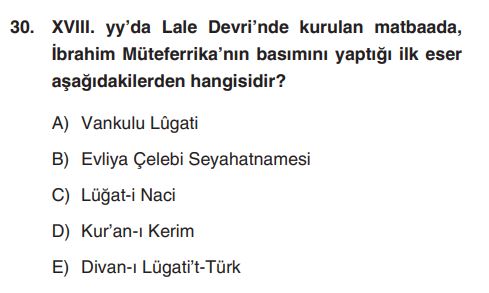 30. XVIII. yy’da Lale Devri’nde kurulan matbaada,
İbrahim Müteferrika’nın basımını yaptığı ilk eser
aşağıdakilerden hangisidir?
A) Vankulu Lûgati
B) Evliya Çelebi Seyahatnamesi
C) Lüğat-i Naci
D) Kur’an-ı Kerim
E) Divan-ı Lügati’t-Türk